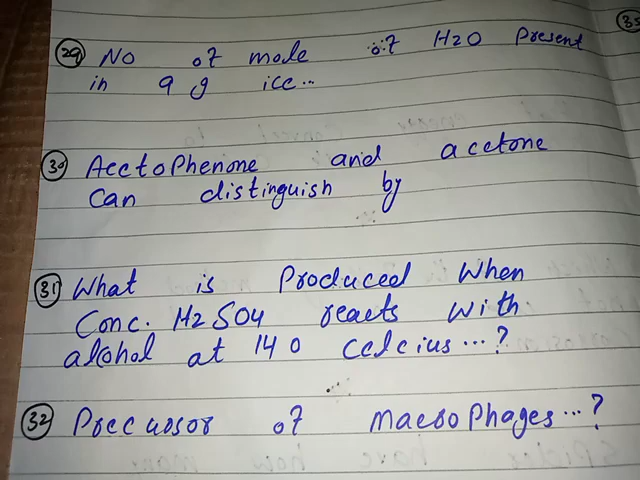 29 No of mole of H2O Present
in 9 g ice..
30 Acetophenone and acetone
can distinguish by
31 What is Produced When
Conc. H2SO4 reacts With
alcohol at 140 celcius...?
32 Precursor of macrophages...?
33